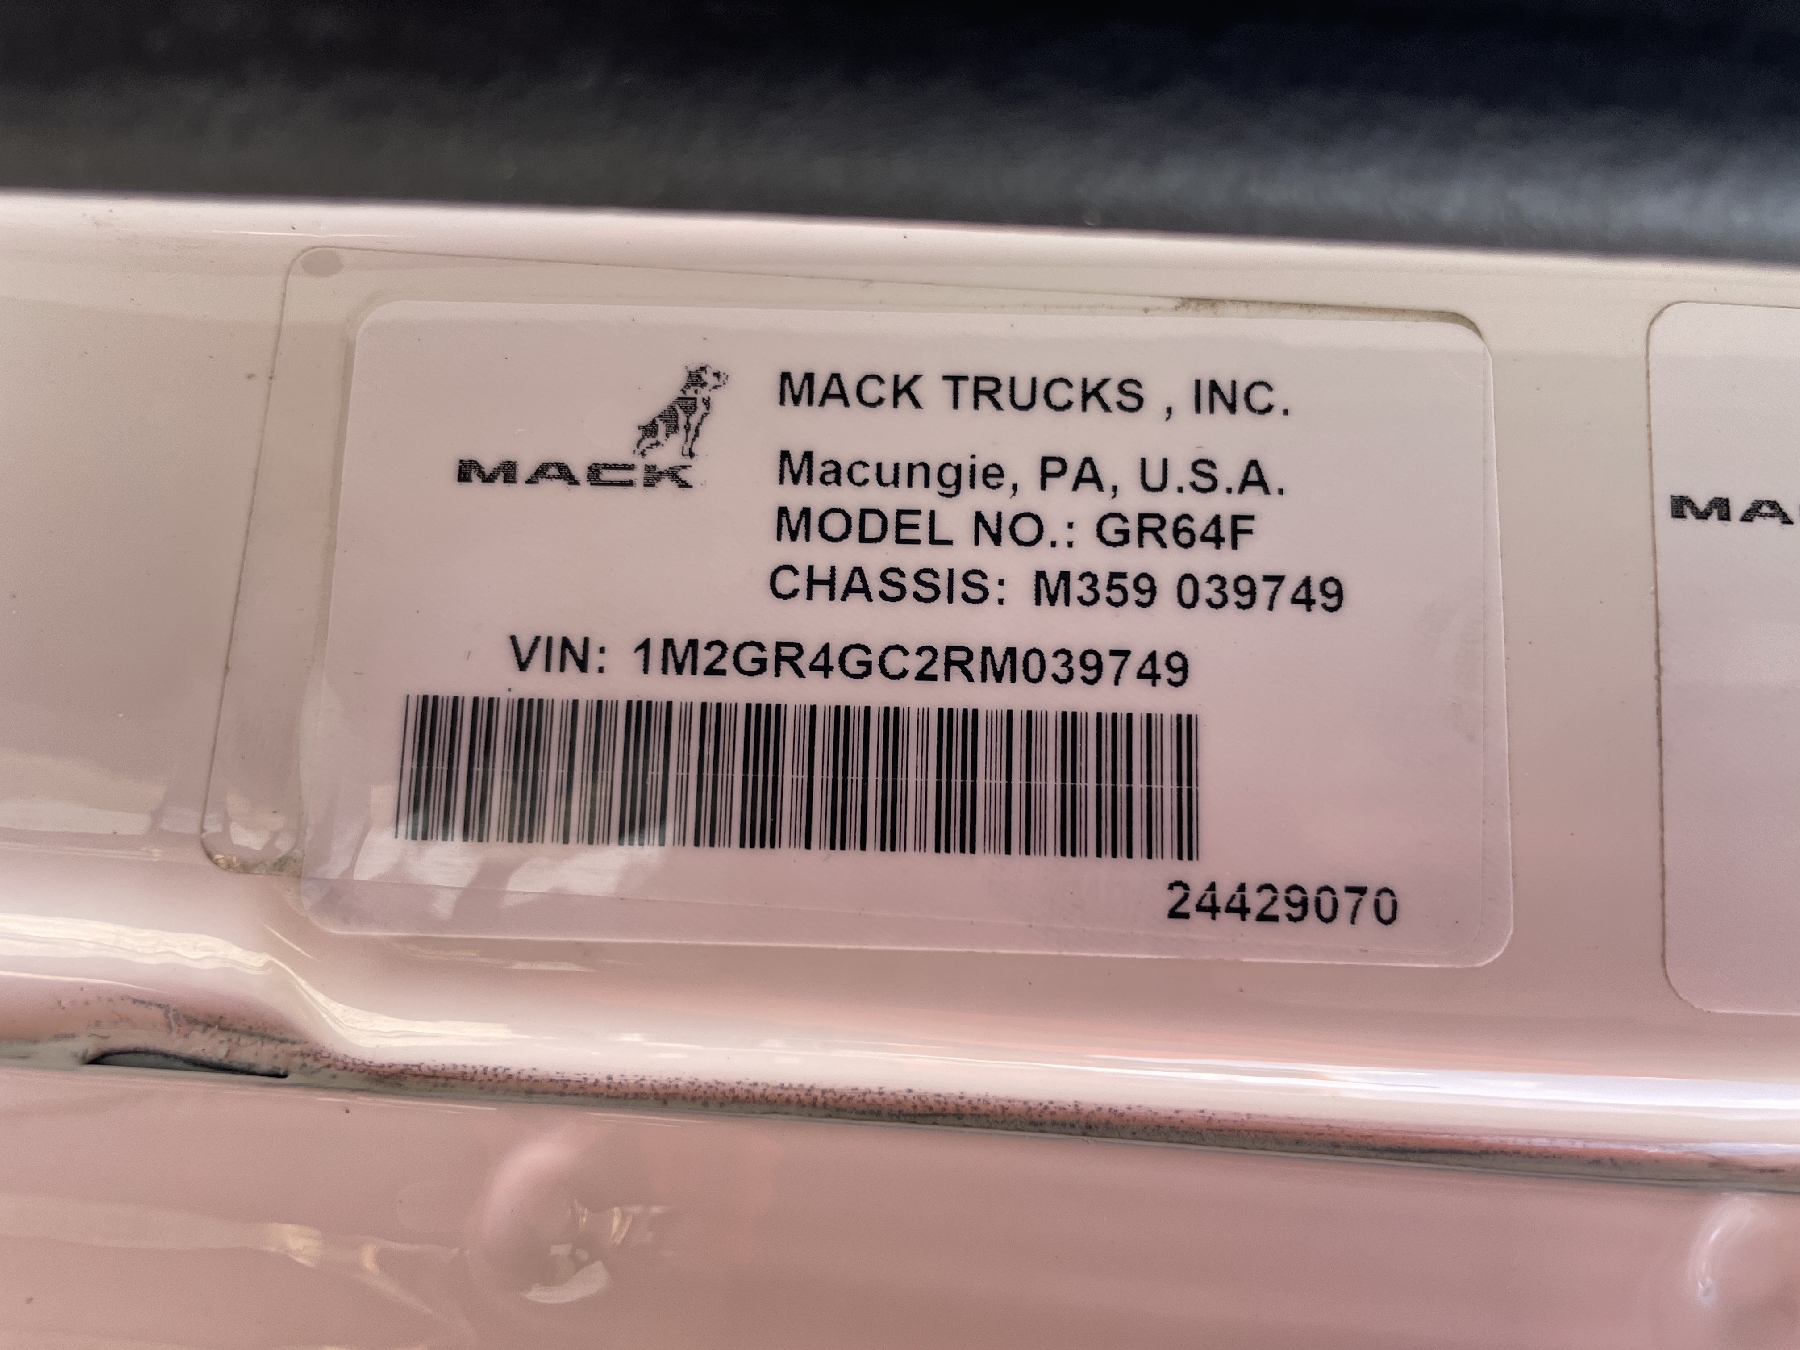 MACK
MACK TRUCKS , INC.
Macungie, PA, U.S.A.
MODEL NO.: GR64F
CHASSIS: M359 039749
VIN: 1M2GR4GC2RM039749
24429070
MA